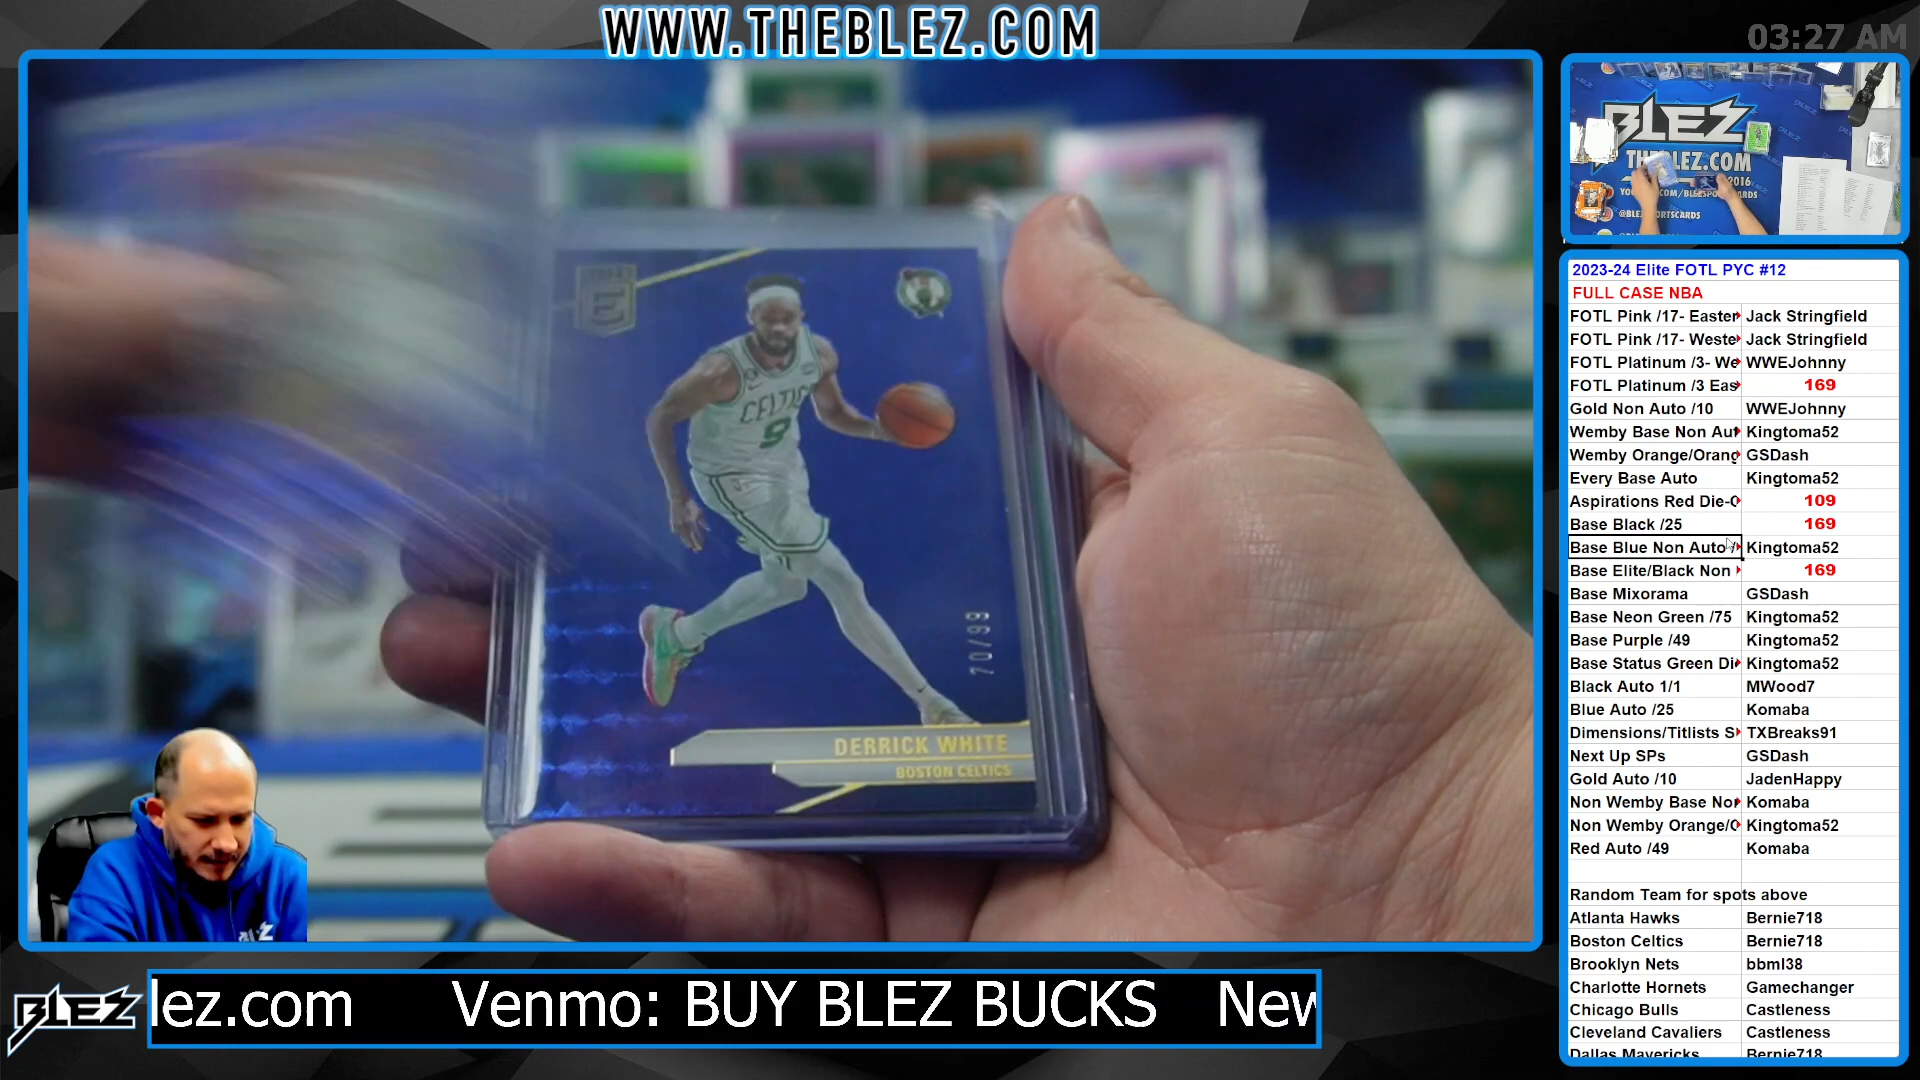 WWW.THEBLEZ.COM
03:27 AM
BLEZ
THEBLEZ.COM
2016
E
CELTICS
9
70/99
DERRICK WHITE
BOSTON CELTICS
2023-24 Elite FOTL PYC #12
FULL CASE NBA
FOTL Pink /17- Easter Jack Stringfield
FOTL Pink /17- Weste Jack Stringfield
FOTL Platinum /3- We WWEJohnny
FOTL Platinum /3 Eas 169
Gold Non Auto /10 WWEJohnny
Wemby Base Non Aut Kingtoma52
Wemby Orange/Orang GSDash
Every Base Auto Kingtoma52
Aspirations Red Die-C 109
Base Black /25 169
Base Blue Non Auto / Kingtoma52
Base Elite/Black Non 169
Base Mixorama GSDash
Base Neon Green /75 Kingtoma52
Base Purple /49 Kingtoma52
Base Status Green Di Kingtoma52
Black Auto 1/1 MWood7
Blue Auto /25 Komaba
Dimensions/Titlists S TXBreaks91
Next Up SPs GSDash
Gold Auto /10 JadenHappy
Non Wemby Base Non Komaba
Non Wemby Orange/O Kingtoma52
Red Auto /49 Komaba
Random Team for spots above
Atlanta Hawks Bernie718
Boston Celtics Bernie718
Brooklyn Nets bbml38
Charlotte Hornets Gamechanger
Chicago Bulls Castleness
Cleveland Cavaliers Castleness
Dallas Mavericks Bernie718
BLEZ
lez.com Venmo: BUY BLEZ BUCKS New